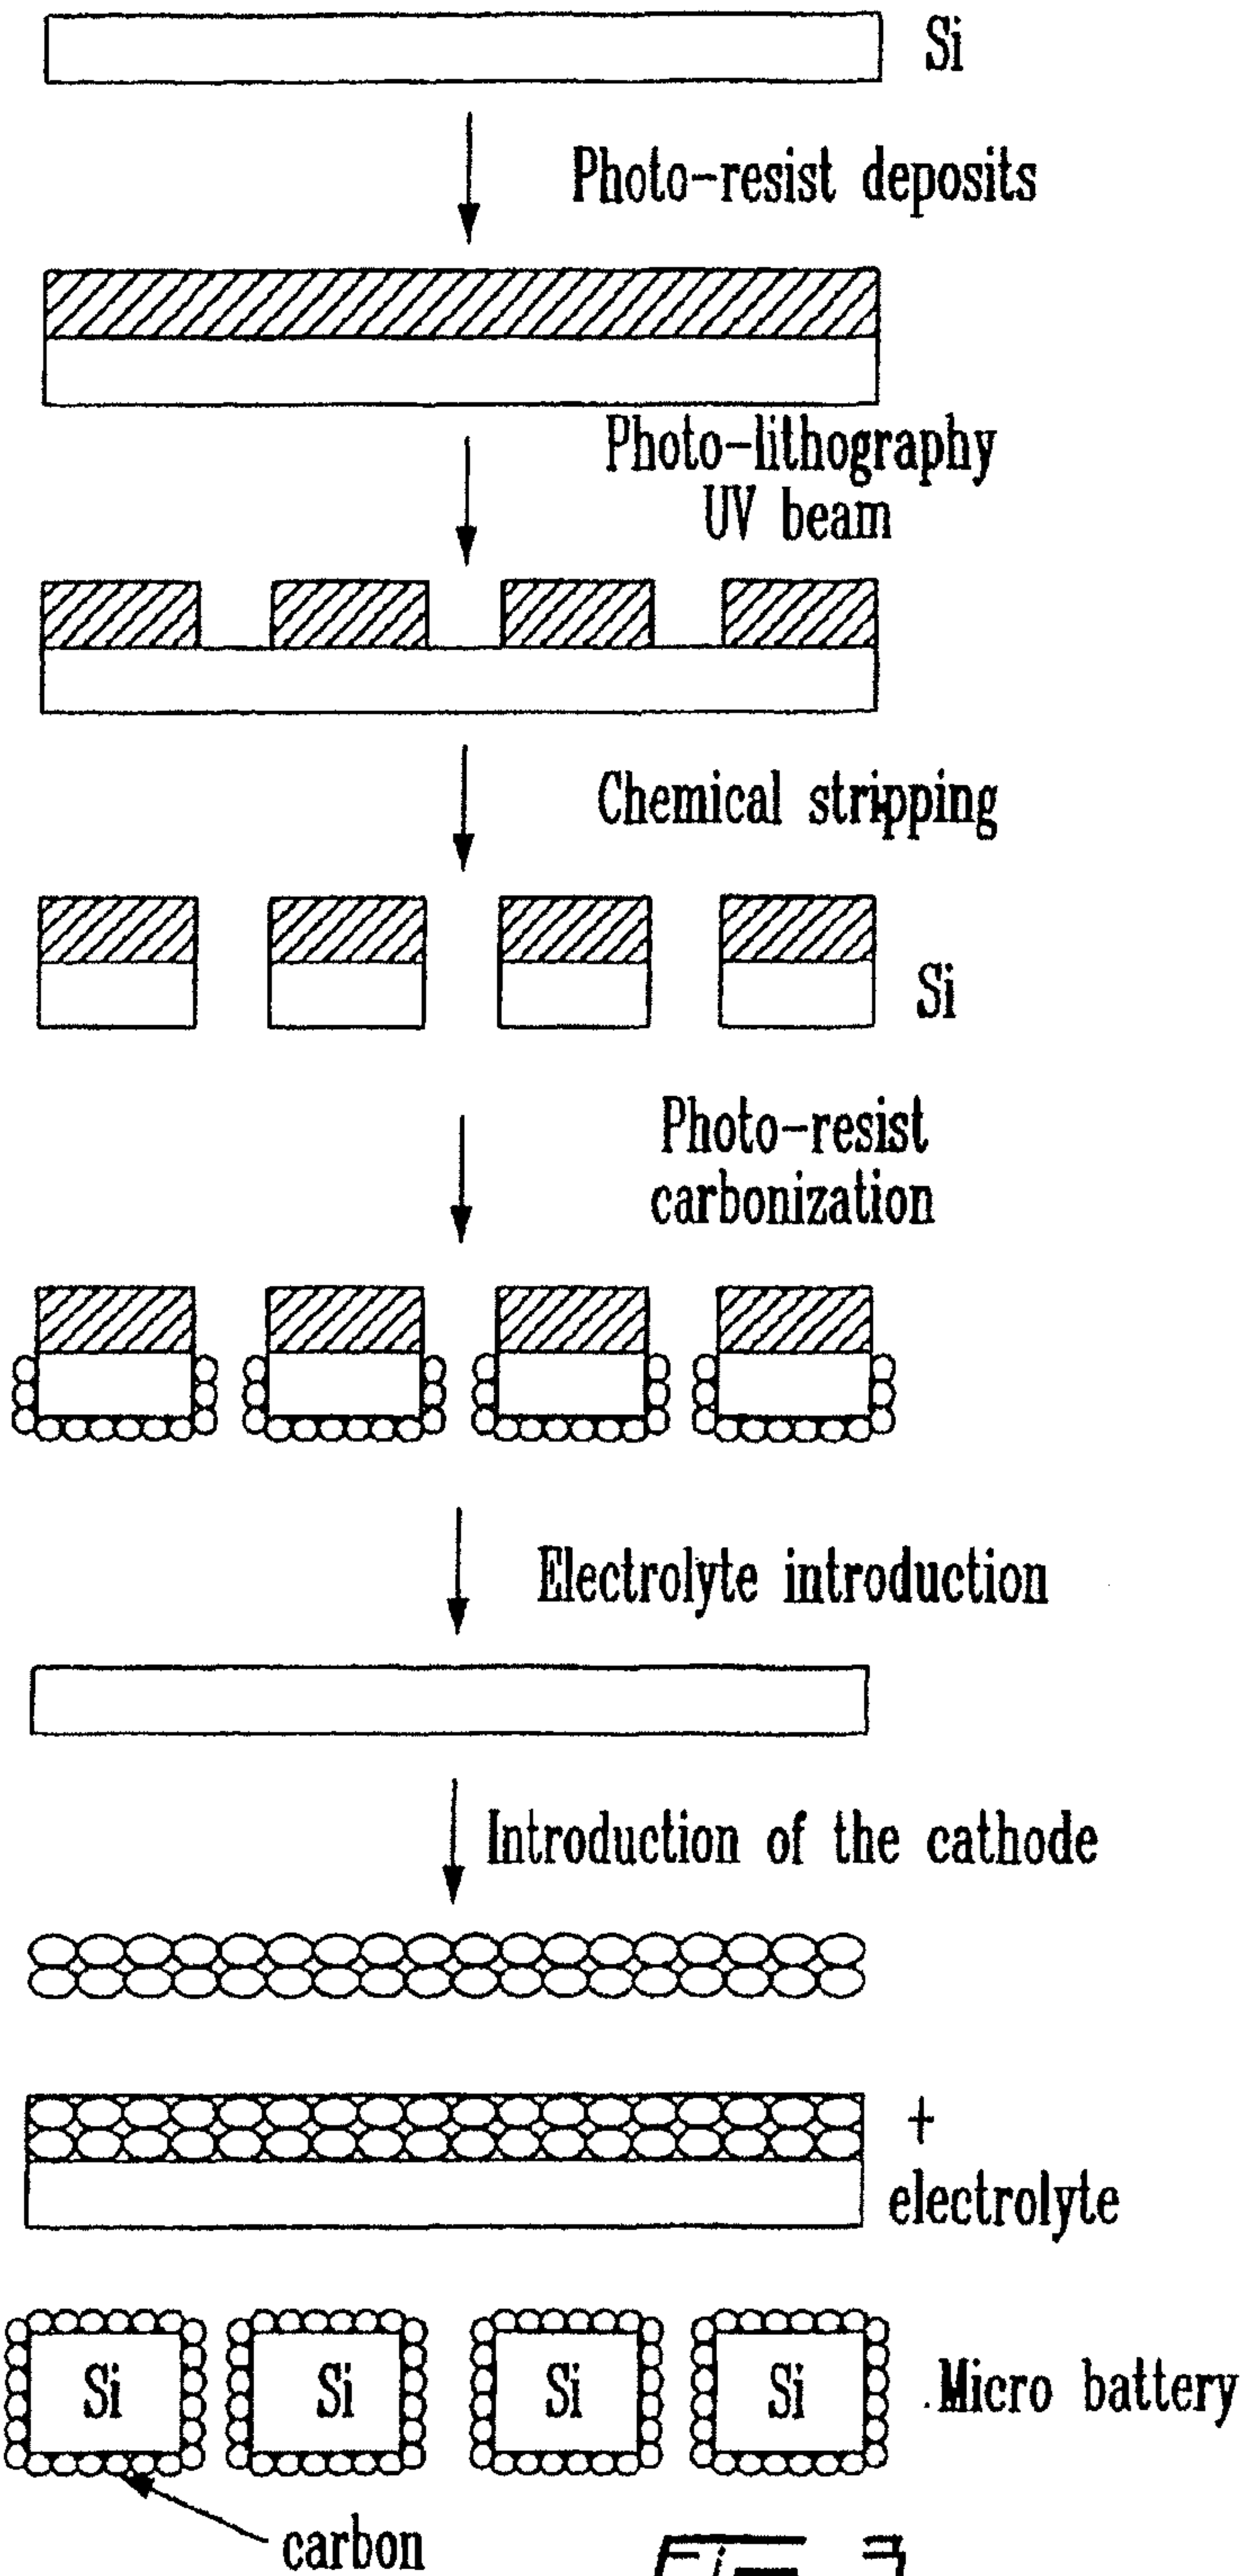 Si
Photo-resist deposits
Photo-lithography
UV beam
Chemical stripping
Si
Photo-resist
carbonization
Electrolyte introduction
Introduction of the cathode
+
electrolyte
Si Si Si Si
Micro battery
carbon